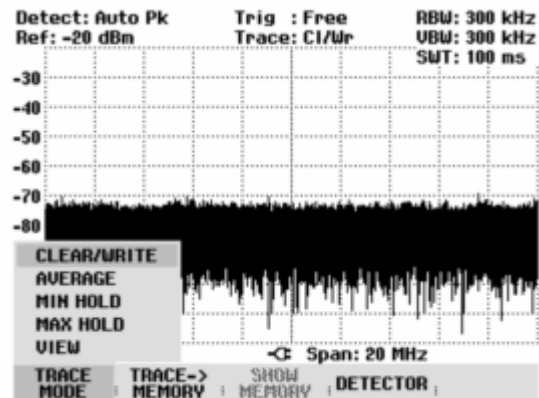 Detect: Auto Pk Trig : Free RBW: 300 kHz
Ref: -20 dBm Trace: Cl/Wr VBW: 300 kHz
SWT: 100 ms
-30
-40
-50
-60
-70
-80
CLEAR/WRITE
AVERAGE
MIN HOLD
MAX HOLD
VIEW
Span: 20 MHz
TRACE MODE
TRACE-> MEMORY
SHOW MEMORY
DETECTOR